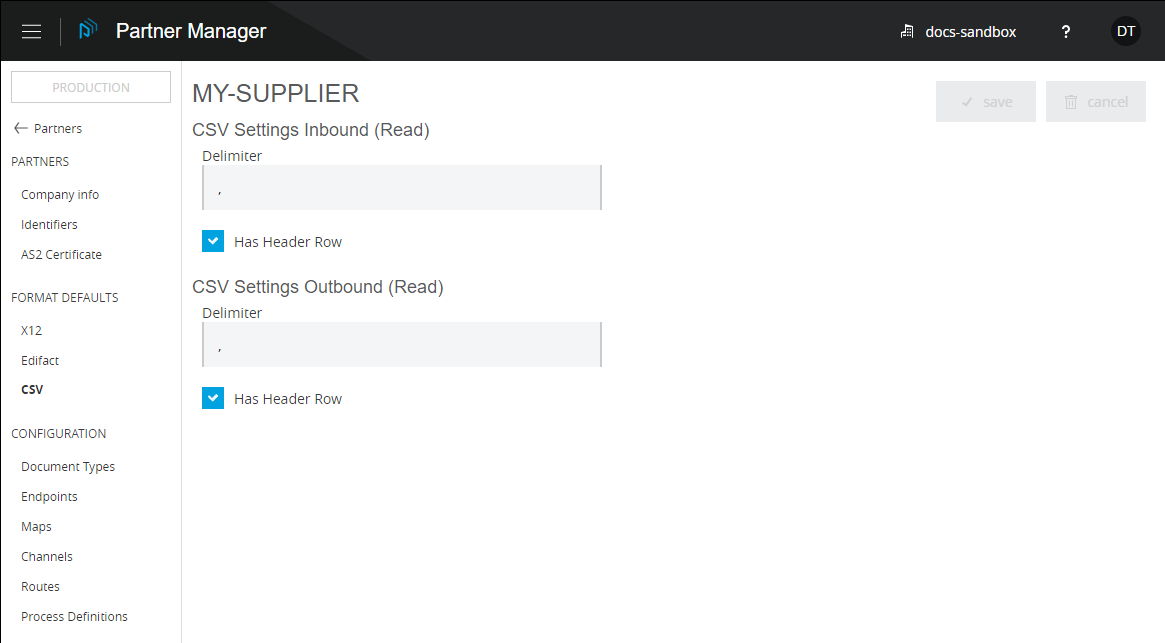 Partner Manager
docs-sandbox
?
DT
PRODUCTION
← Partners
PARTNERS
Company info
Identifiers
AS2 Certificate
FORMAT DEFAULTS
X12
Edifact
CSV
CONFIGURATION
Document Types
Endpoints
Maps
Channels
Routes
Process Definitions
MY-SUPPLIER
save
cancel
CSV Settings Inbound (Read)
Delimiter
,
Has Header Row
CSV Settings Outbound (Read)
Delimiter
,
Has Header Row